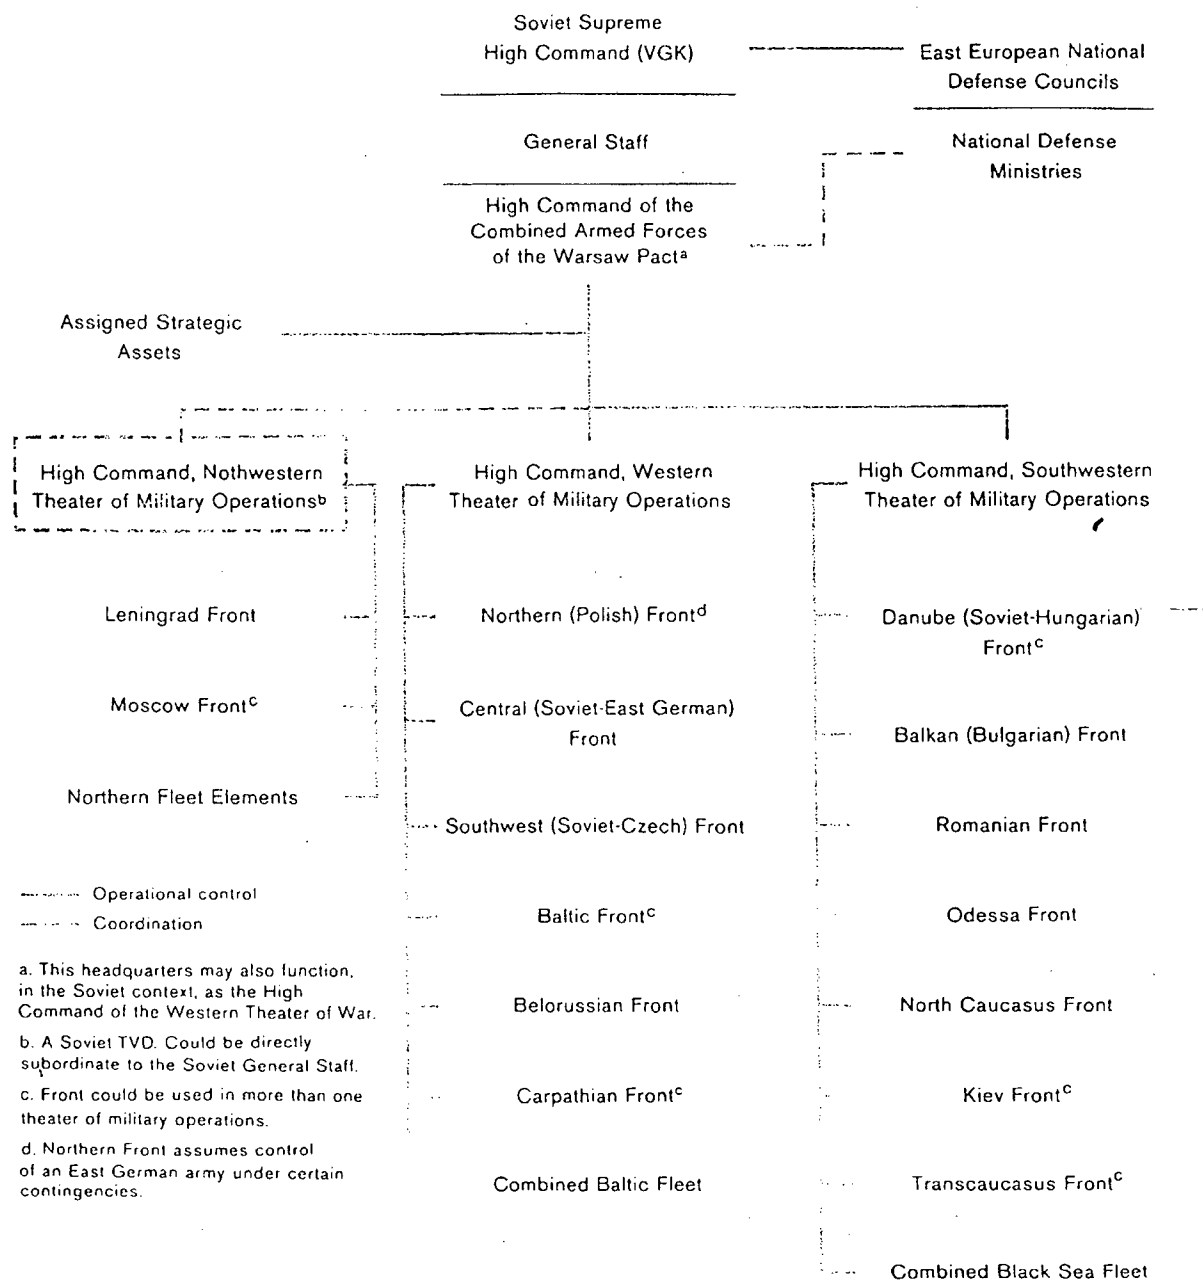 Soviet Supreme
High Command (VGK)
East European National
Defense Councils
General Staff
National Defense
Ministries
High Command of the
Combined Armed Forces
of the Warsaw Pactᵃ
Assigned Strategic
Assets
High Command, Nothwestern
Theater of Military Operationsᵇ
High Command, Western
Theater of Military Operations
High Command, Southwestern
Theater of Military Operations
Leningrad Front
Moscow Frontᶜ
Northern Fleet Elements
Northern (Polish) Frontᵈ
Central (Soviet-East German)
Front
Southwest (Soviet-Czech) Front
Baltic Frontᶜ
Belorussian Front
Carpathian Frontᶜ
Combined Baltic Fleet
Danube (Soviet-Hungarian)
Frontᶜ
Balkan (Bulgarian) Front
Romanian Front
Odessa Front
North Caucasus Front
Kiev Frontᶜ
Transcaucasus Frontᶜ
Combined Black Sea Fleet
Operational control
Coordination
a. This headquarters may also function,
in the Soviet context, as the High
Command of the Western Theater of War.
b. A Soviet TVD. Could be directly
subordinate to the Soviet General Staff.
c. Front could be used in more than one
theater of military operations.
d. Northern Front assumes control
of an East German army under certain
contingencies.